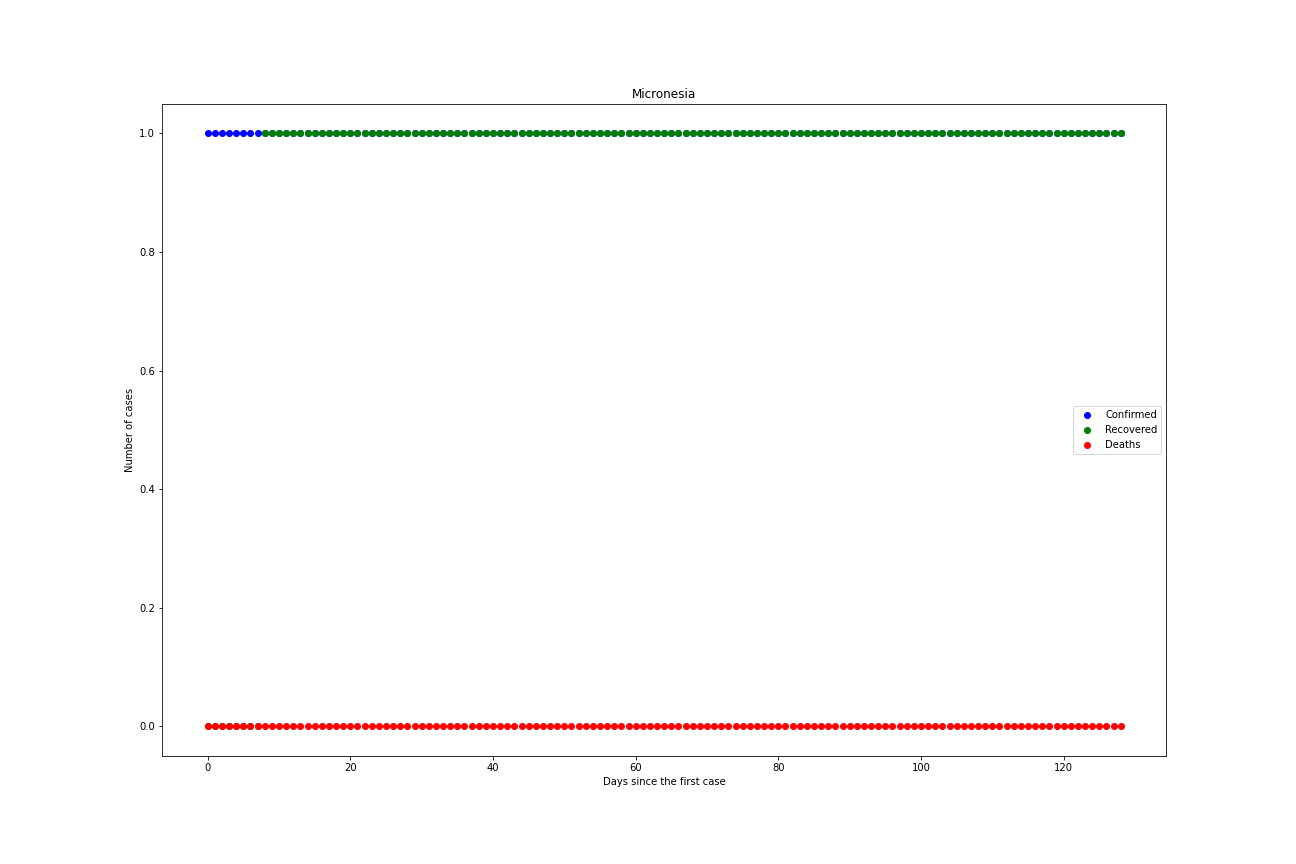 Micronesia
1.0
0.8
0.6
0.4
0.2
0.0
Number of cases
Confirmed
Recovered
Deaths
0 20 40 60 80 100 120
Days since the first case